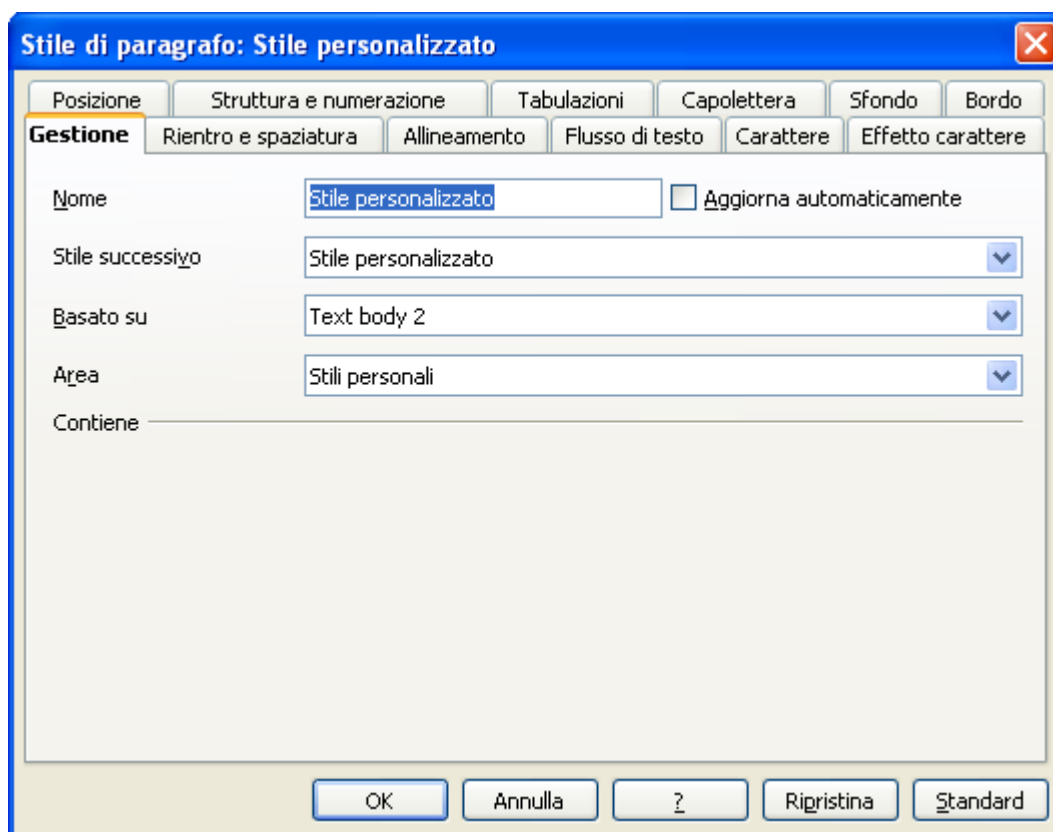 Stile di paragrafo: Stile personalizzato
Posizione Struttura e numerazione Tabulazioni Capolettera Sfondo Bordo
Gestione Rientro e spaziatura Allineamento Flusso di testo Carattere Effetto carattere
Nome Stile personalizzato Aggiorna automaticamente
Stile successivo Stile personalizzato
Basato su Text body 2
Area Stili personali
Contiene
OK Annulla ? Ripristina Standard